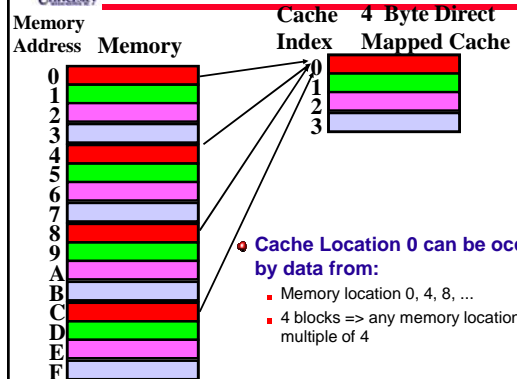 Cache 4 Byte Direct
Index Mapped Cache
Memory
Address Memory
0
1
2
3
4
5
6
7
8
9
A
B
C
D
E
F
0
1
2
3
Cache Location 0 can be occ
by data from:
Memory location 0, 4, 8, ...
4 blocks => any memory location
multiple of 4